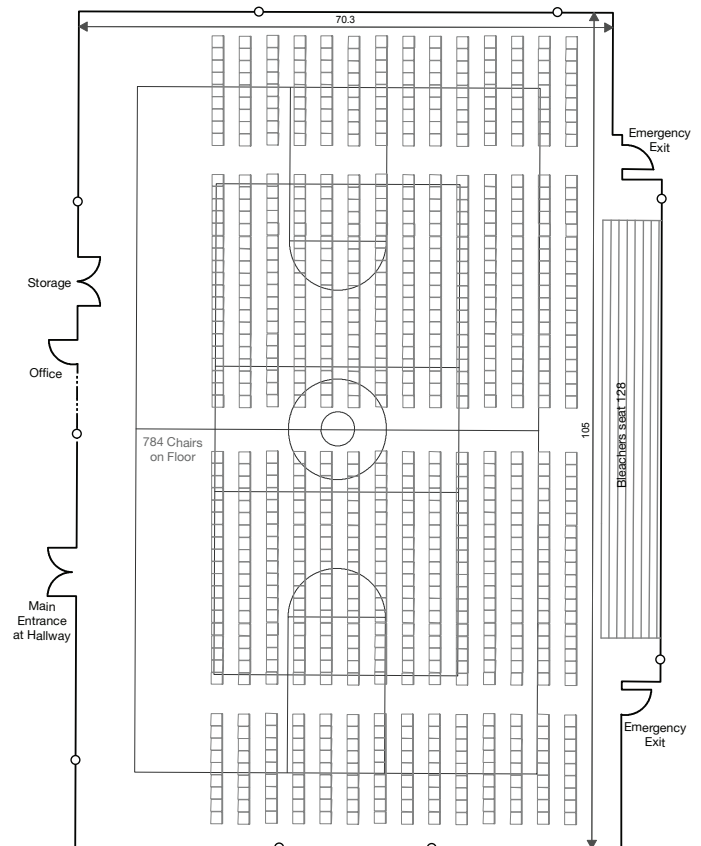 70.3
Emergency
Exit
Storage
Office
784 Chairs
on Floor
105
Bleachers seat 128
Main
Entrance
at Hallway
Emergency
Exit